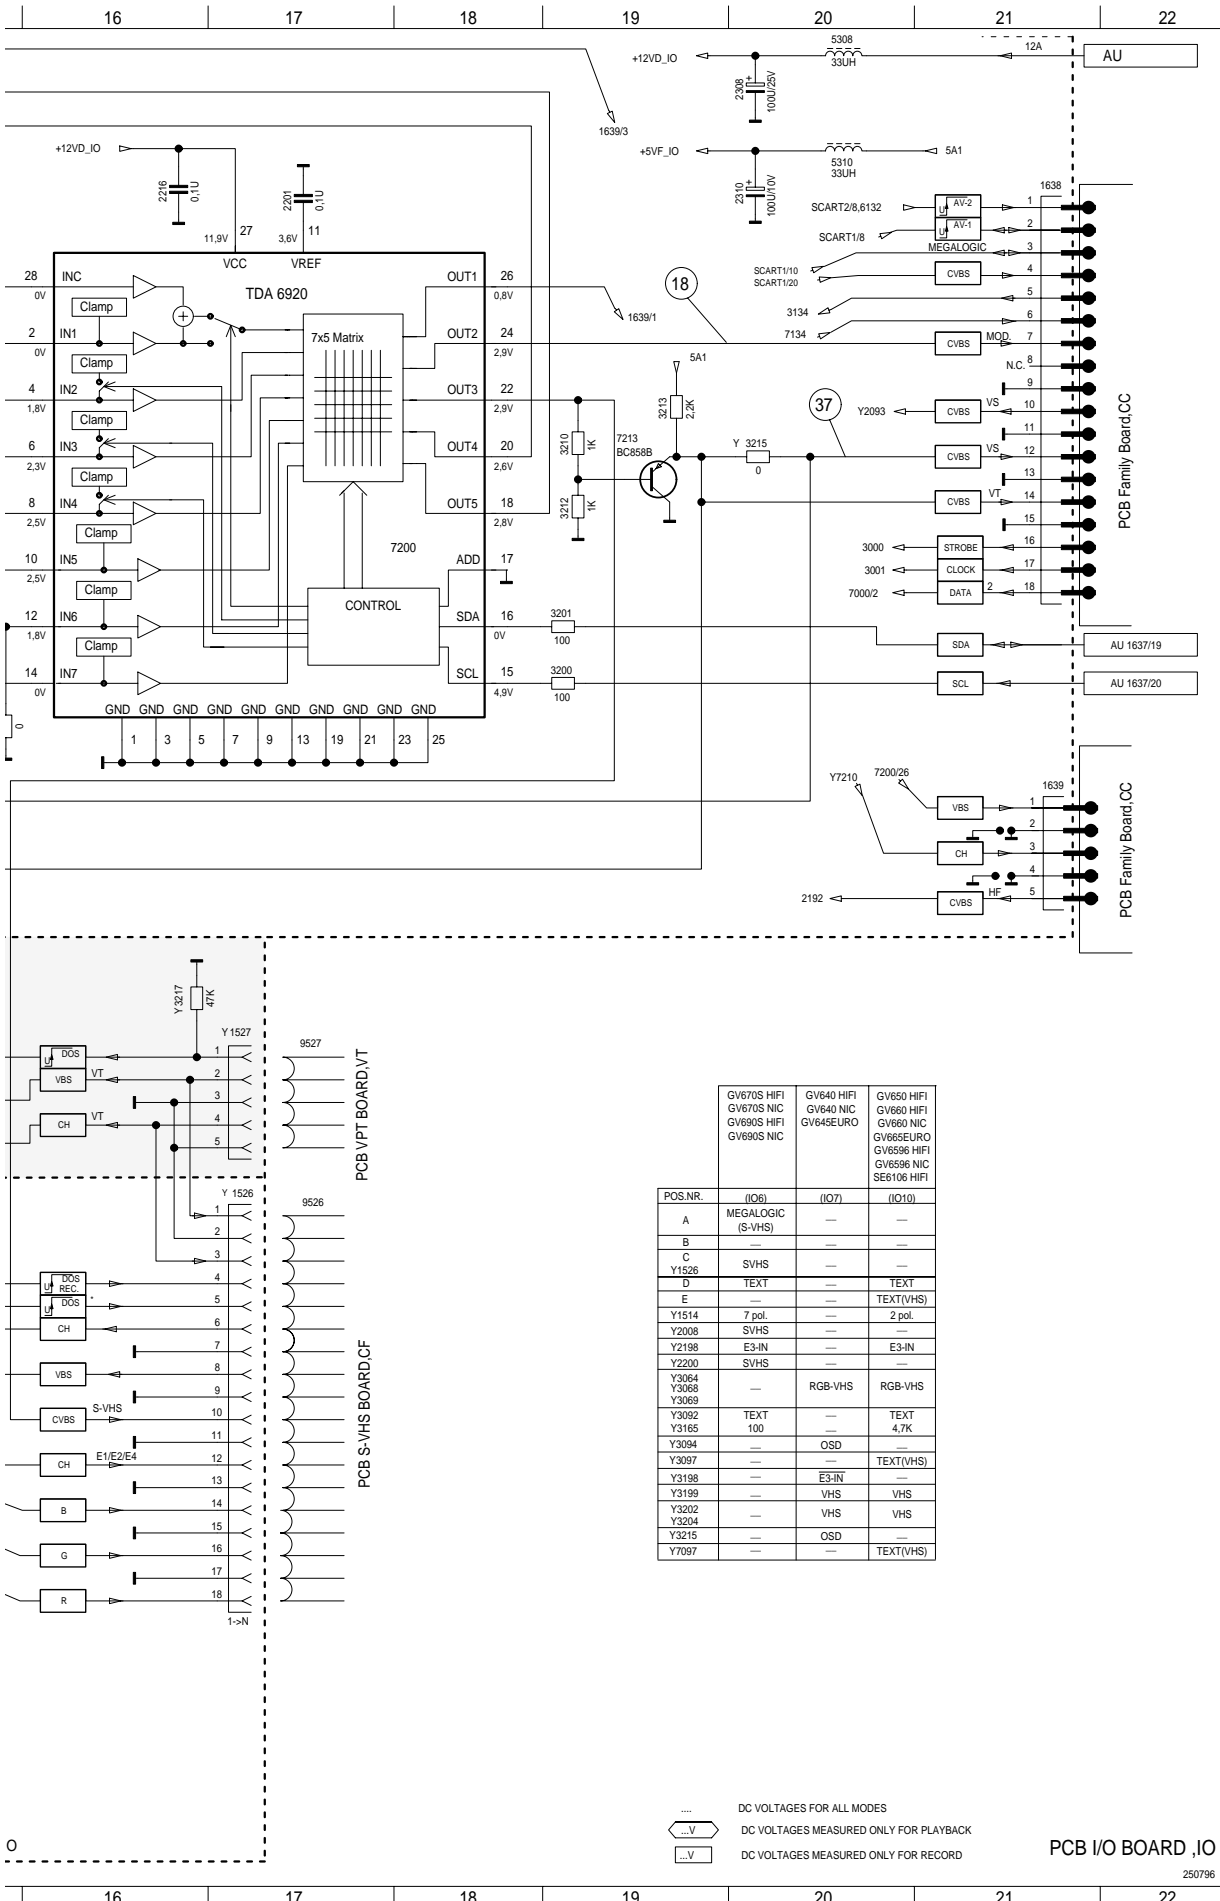 16 17 18 19 20 21 22
+12VD_IO 5308 33UH 12A AU
2308 100U/25V
1639/3
+12VD_IO +5VF_IO 5310 33UH 5A1
2216 0,1U 2201 0,1U 2310 100U/10V
1638
SCART2/8,6132 U AV-2 1
SCART1/8 U AV-1 2
11,9V 27 3,6V 11
MEGALOGIC 3
VCC VREF
28 0V INC OUT1 26 0,8V
TDA 6920
SCART1/10
SCART1/20 CVBS 4
18
3134 5
1639/1
7134 6
Clamp
2 0V IN1 7x5 Matrix OUT2 24 2,9V
CVBS MOD. 7
Clamp
5A1
N.C. 8
4 1,8V IN2 OUT3 22 2,9V
9
3213 2,2K
37
Y2093 CVBS VS 10
Clamp
11
6 2,3V IN3 OUT4 20 2,6V
3210 1K
7213
BC858B
Y 3215 0
CVBS VS 12
13
Clamp
8 2,5V IN4 OUT5 18 2,8V
3212 1K
CVBS VT 14
15
Clamp
7200
3000 STROBE 16
10 2,5V IN5 ADD 17
3001 CLOCK 17
Clamp
7000/2 DATA 2 18
PCB Family Board,CC
CONTROL
12 1,8V IN6 SDA 16 0V 3201 100
SDA AU 1637/19
Clamp
14 0V IN7 SCL 15 4,9V 3200 100
SCL AU 1637/20
0
GND GND GND GND GND GND GND GND GND GND
1 3 5 7 9 13 19 21 23 25
Y7210 7200/26 1639
VBS 1
2
CH 3
4
2192 CVBS HF 5
PCB Family Board,CC
Y 3217 47K
Y 1527 9527
U DOS 1
VBS VT 2
3
CH VT 4
5
PCB VPT BOARD,VT
Y 1526 9526
1
2
3
U DOS REC. 4
U DOS * 5
CH 6
7
VBS 8
9
CVBS S-VHS 10
11
CH E1/E2/E4 12
13
B 14
15
G 16
17
R 18
1->N
PCB S-VHS BOARD,CF
GV670S HIFI GV640 HIFI GV650 HIFI
GV670S NIC GV640 NIC GV660 HIFI
GV690S HIFI GV645EURO GV660 NIC
GV690S NIC GV665EURO
GV6596 HIFI
GV6596 NIC
SE6106 HIFI
POS.NR. (IO6) (IO7) (IO10)
A MEGALOGIC (S-VHS) — —
B — — —
C
Y1526 SVHS — —
D TEXT — TEXT
E — — TEXT(VHS)
Y1514 7 pol. — 2 pol.
Y2008 SVHS — —
Y2198 E3-IN — E3-IN
Y2200 SVHS — —
Y3064
Y3068 — RGB-VHS RGB-VHS
Y3069
Y3092 TEXT — TEXT
Y3165 100 — 4,7K
Y3094 — OSD —
Y3097 — — TEXT(VHS)
Y3198 — E3-IN —
Y3199 — VHS VHS
Y3202
Y3204 — VHS VHS
Y3215 — OSD —
Y7097 — — TEXT(VHS)
.... DC VOLTAGES FOR ALL MODES
...V DC VOLTAGES MEASURED ONLY FOR PLAYBACK
...V DC VOLTAGES MEASURED ONLY FOR RECORD
O
PCB I/O BOARD ,IO
250796
16 17 18 19 20 21 22